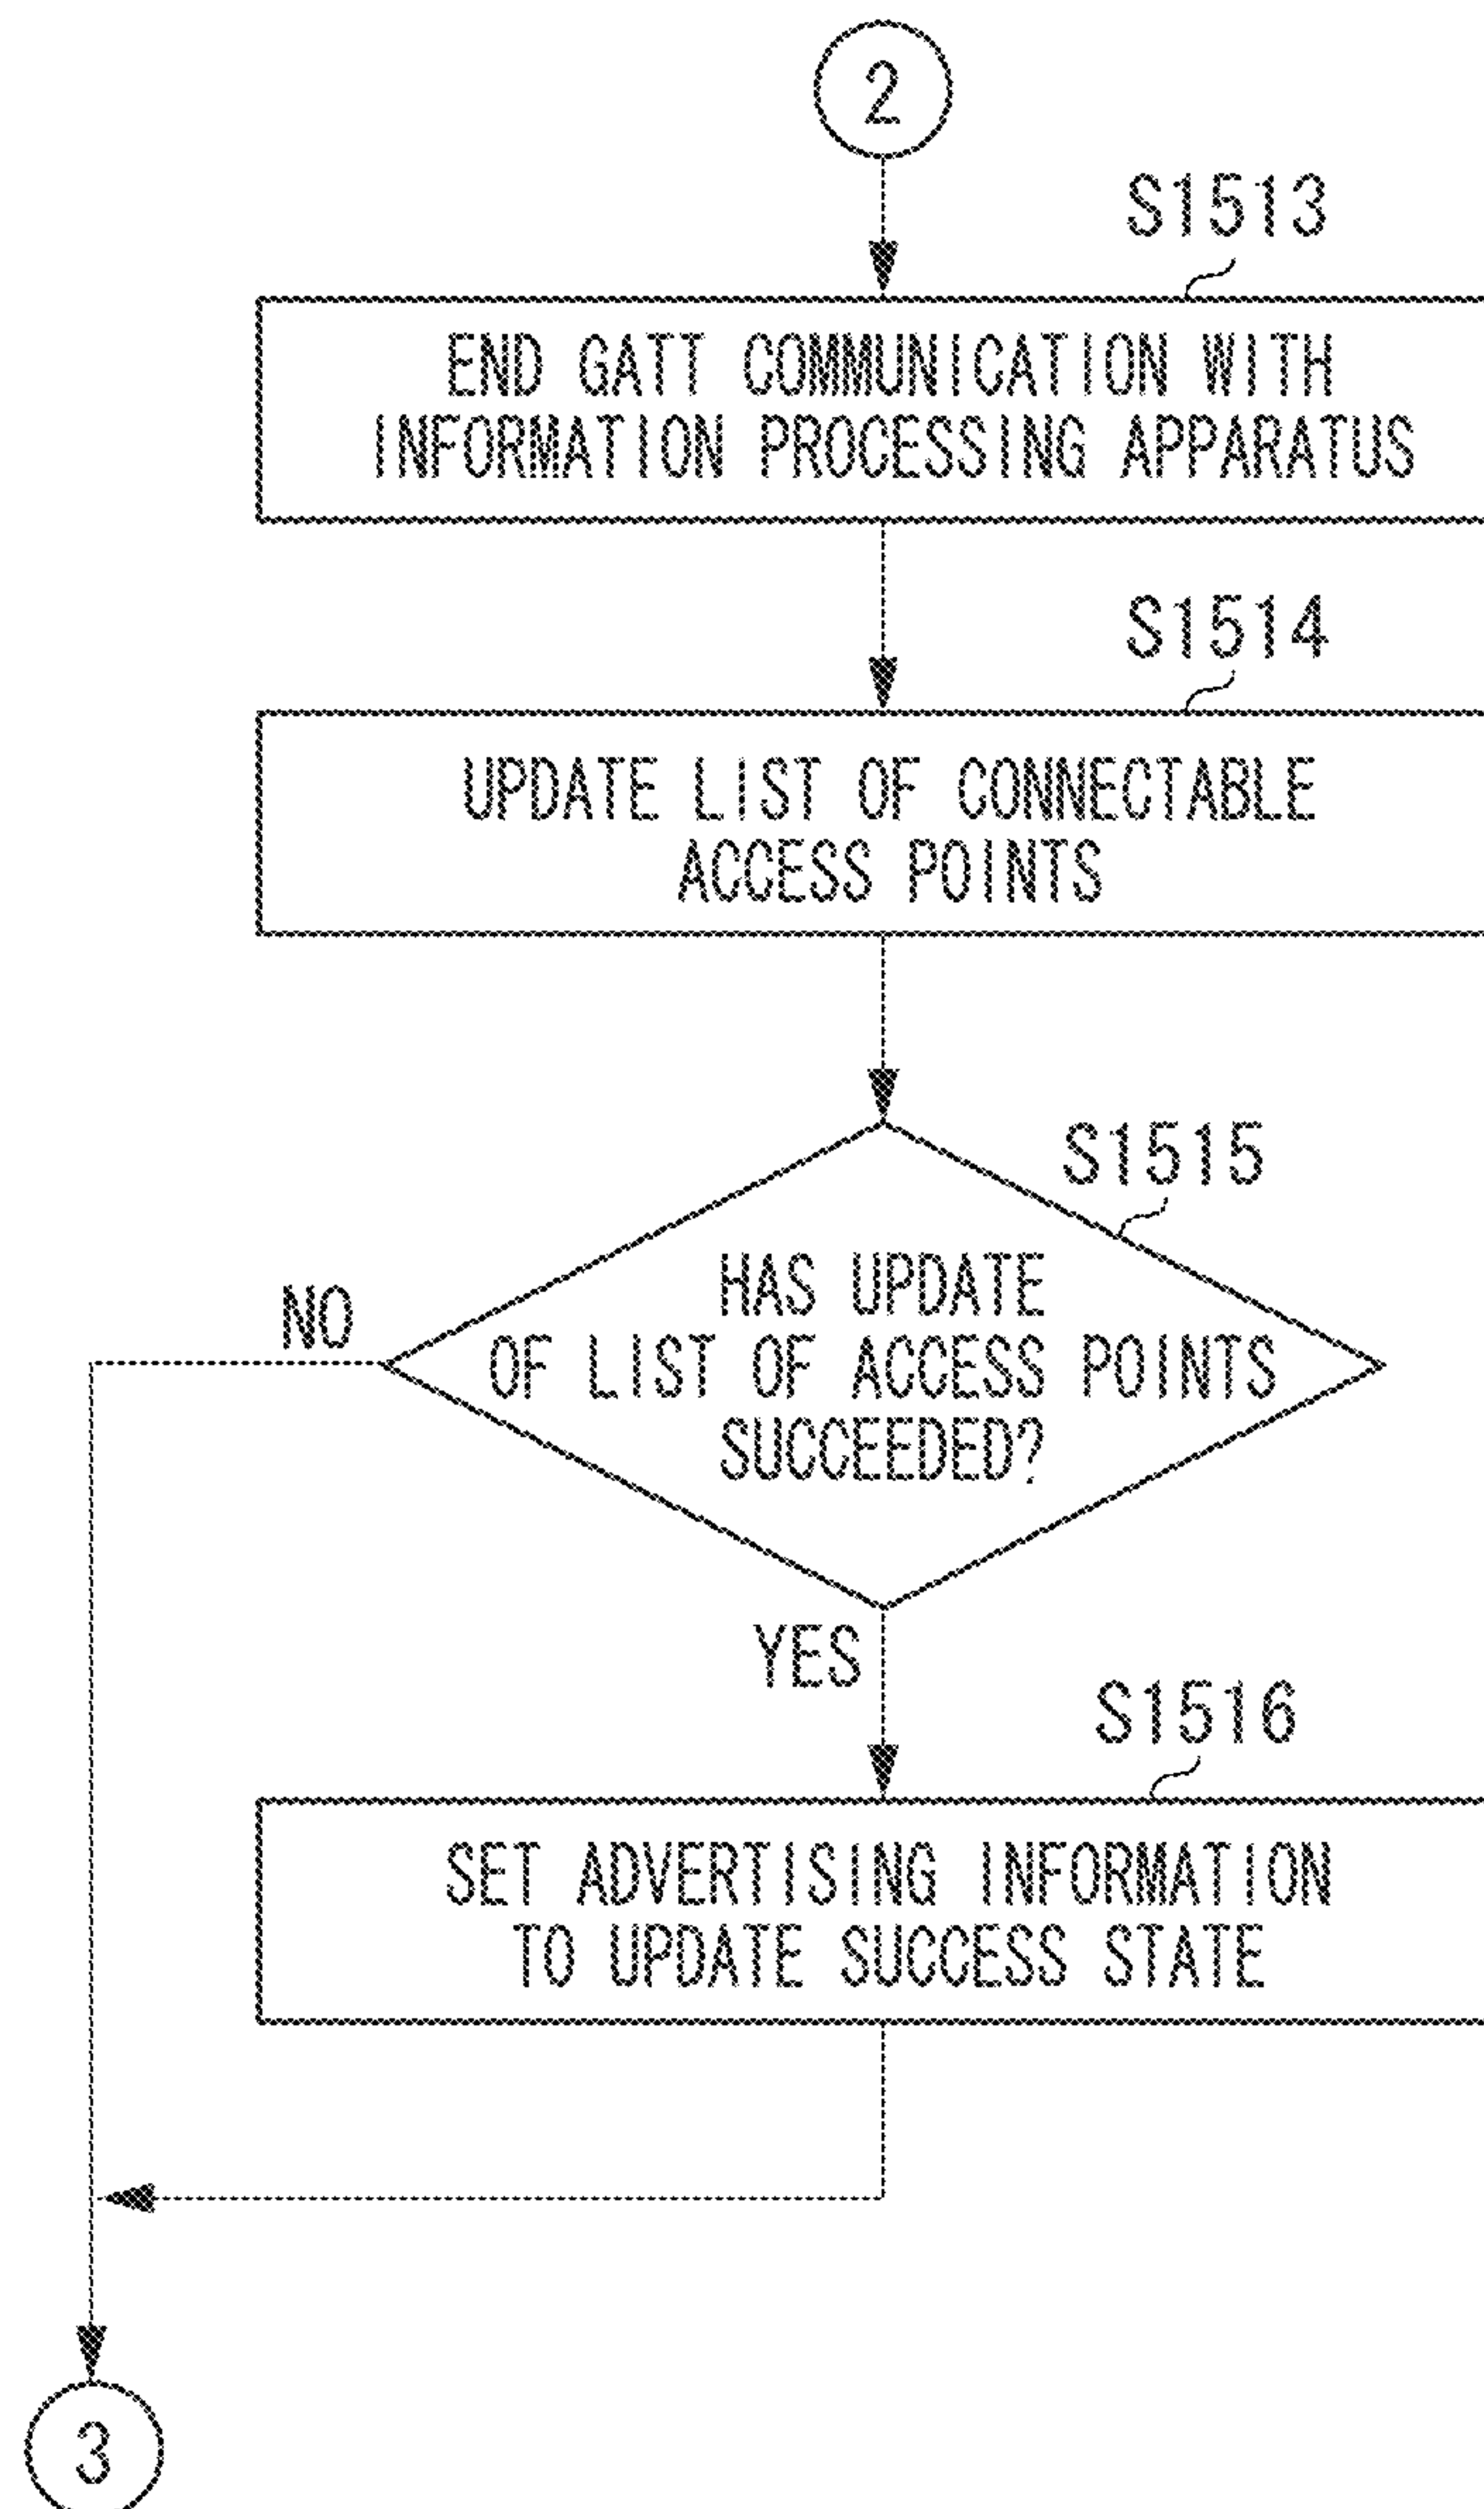 2
S1513
END GATT COMMUNICATION WITH
INFORMATION PROCESSING APPARATUS
S1514
UPDATE LIST OF CONNECTABLE
ACCESS POINTS
S1515
HAS UPDATE
OF LIST OF ACCESS POINTS
SUCCEEDED?
NO
YES
S1516
SET ADVERTISING INFORMATION
TO UPDATE SUCCESS STATE
3